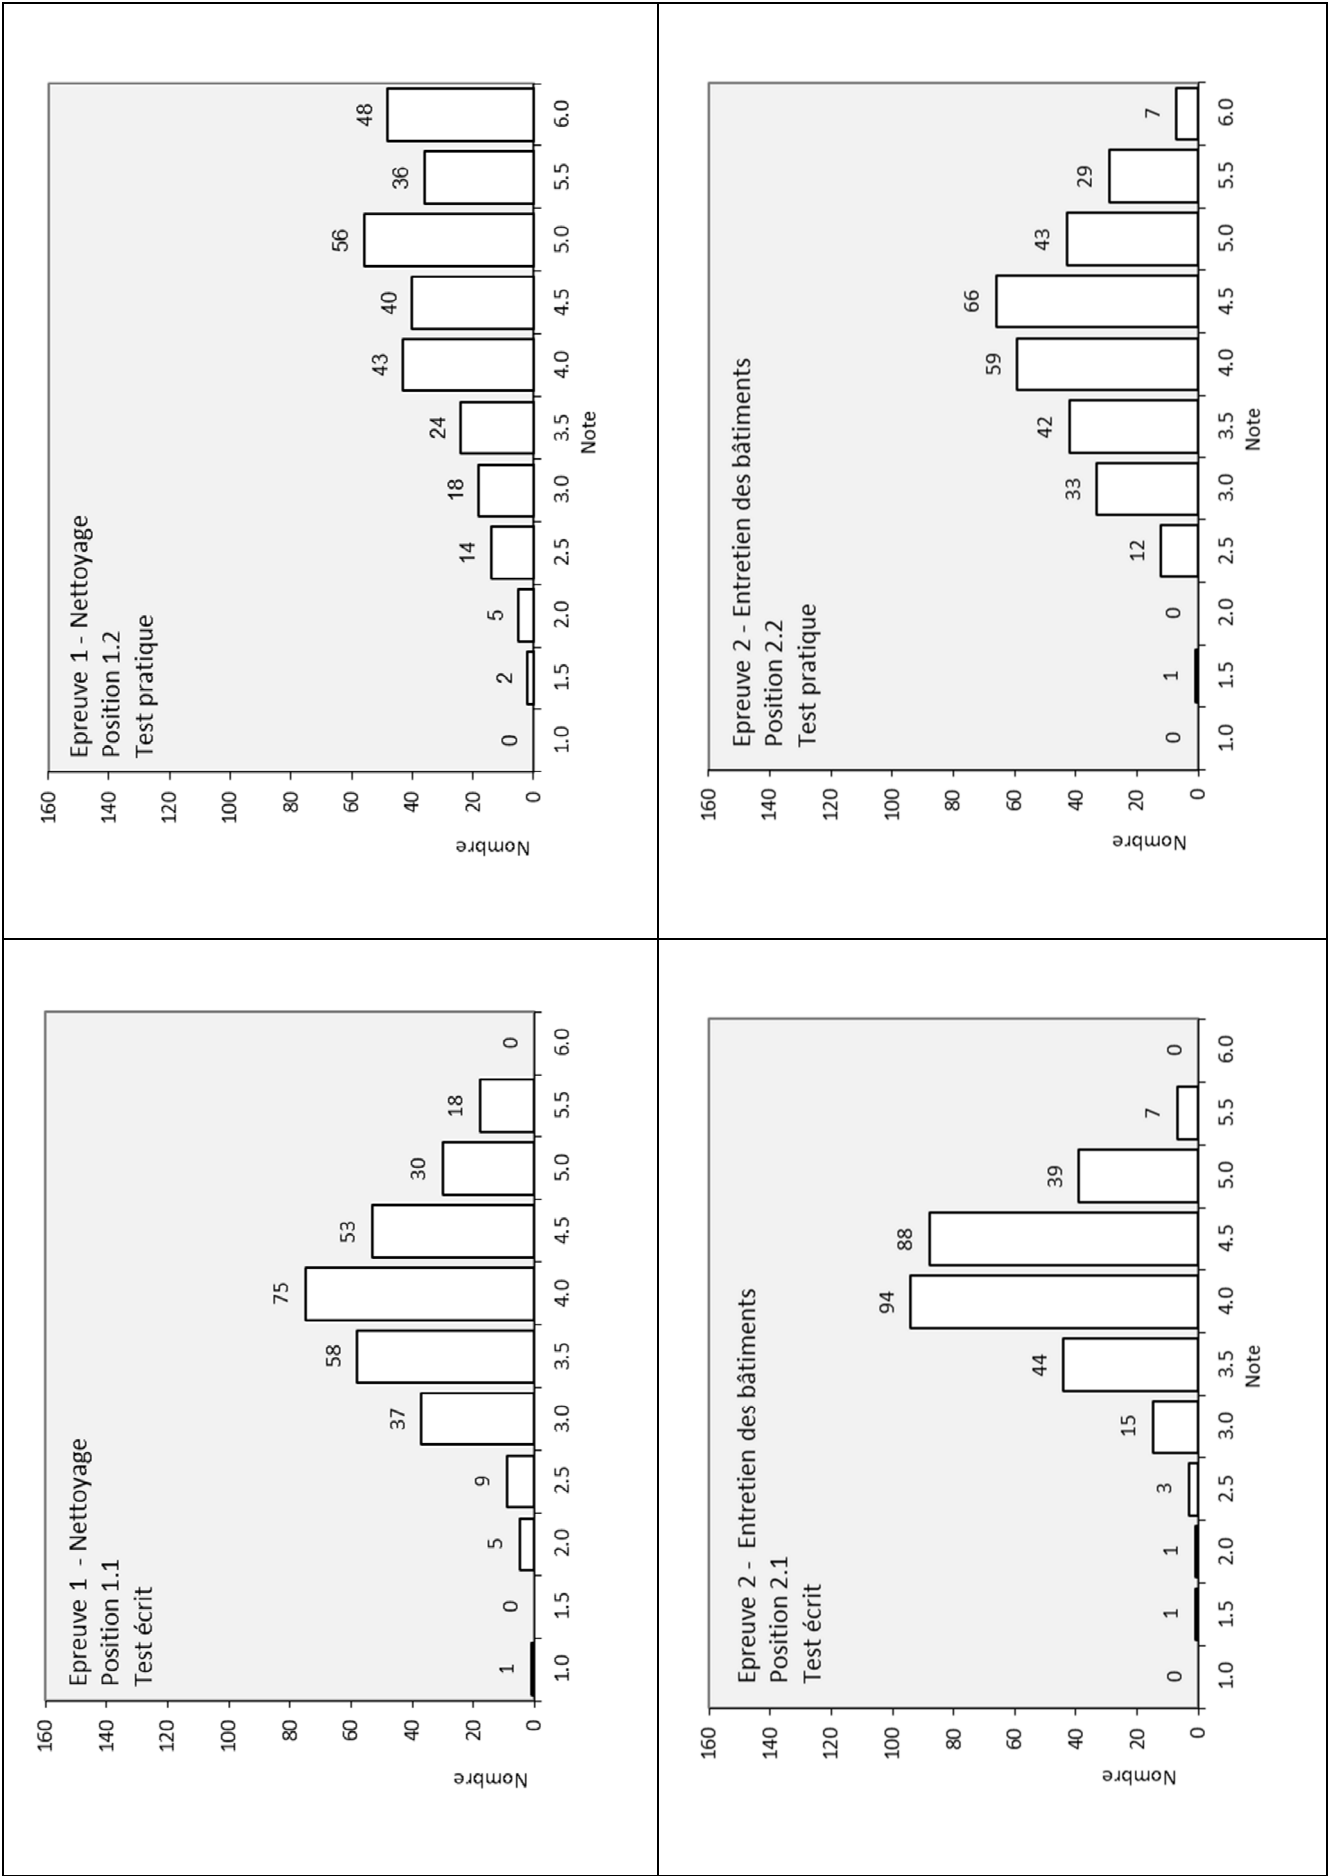 Epreuve 1 - Nettoyage
Position 1.1
Test écrit
Nombre
160
140
120
100
80
60
40
20
0
1 0 5 9 37 58 75 53 30 18 0
1.0 1.5 2.0 2.5 3.0 3.5 4.0 4.5 5.0 5.5 6.0
Epreuve 1 - Nettoyage
Position 1.2
Test pratique
Nombre
160
140
120
100
80
60
40
20
0
0 2 5 14 18 24 43 40 56 36 48
1.0 1.5 2.0 2.5 3.0 3.5 4.0 4.5 5.0 5.5 6.0
Note
Epreuve 2 - Entretien des bâtiments
Position 2.1
Test écrit
Nombre
160
140
120
100
80
60
40
20
0
0 1 1 3 15 44 94 88 39 7 0
1.0 1.5 2.0 2.5 3.0 3.5 4.0 4.5 5.0 5.5 6.0
Note
Epreuve 2 - Entretien des bâtiments
Position 2.2
Test pratique
Nombre
160
140
120
100
80
60
40
20
0
0 1 0 12 33 42 59 66 43 29 7
1.0 1.5 2.0 2.5 3.0 3.5 4.0 4.5 5.0 5.5 6.0
Note